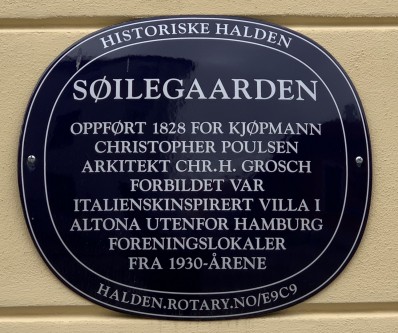 HISTORISKE HALDEN
SØILEGAARDEN
OPPFØRT 1828 FOR KJØPMANN
CHRISTOPHER POULSEN
ARKITEKT CHR.H. GROSCH
FORBILDET VAR
ITALIENSKINSPIRERT VILLA I
ALTONA UTENFOR HAMBURG
FORENINGSLOKALER
FRA 1930-ÅRENE
HALDEN.ROTARY.NO/E9C9